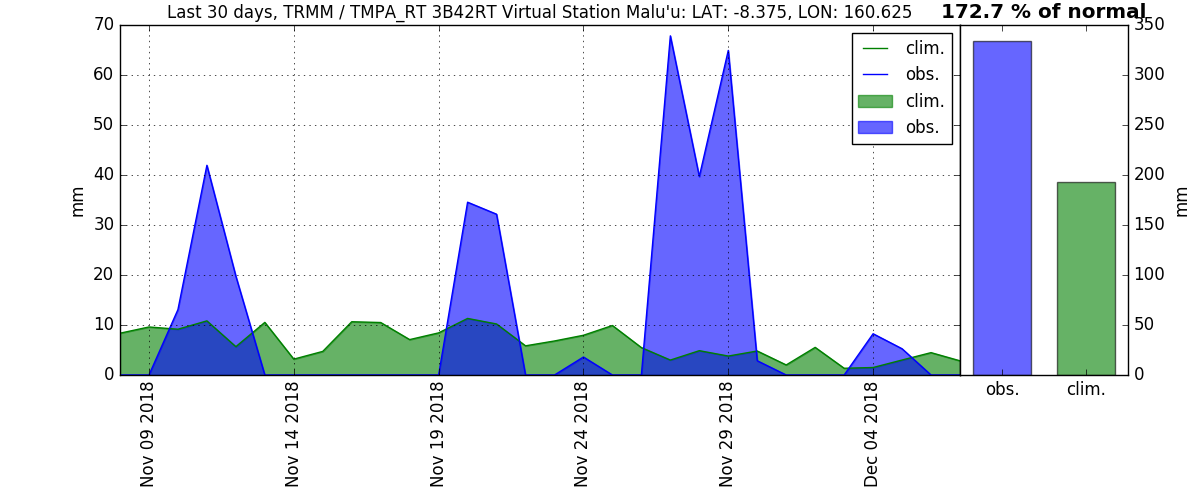 Last 30 days, TRMM / TMPA_RT 3B42RT Virtual Station Malu'u: LAT: -8.375, LON: 160.625
172.7 % of normal
70
60
50
40
30
20
10
0
mm
clim.
obs.
clim.
obs.
Nov 09 2018
Nov 14 2018
Nov 19 2018
Nov 24 2018
Nov 29 2018
Dec 04 2018
350
300
250
200
150
100
50
0
mm
obs.
clim.